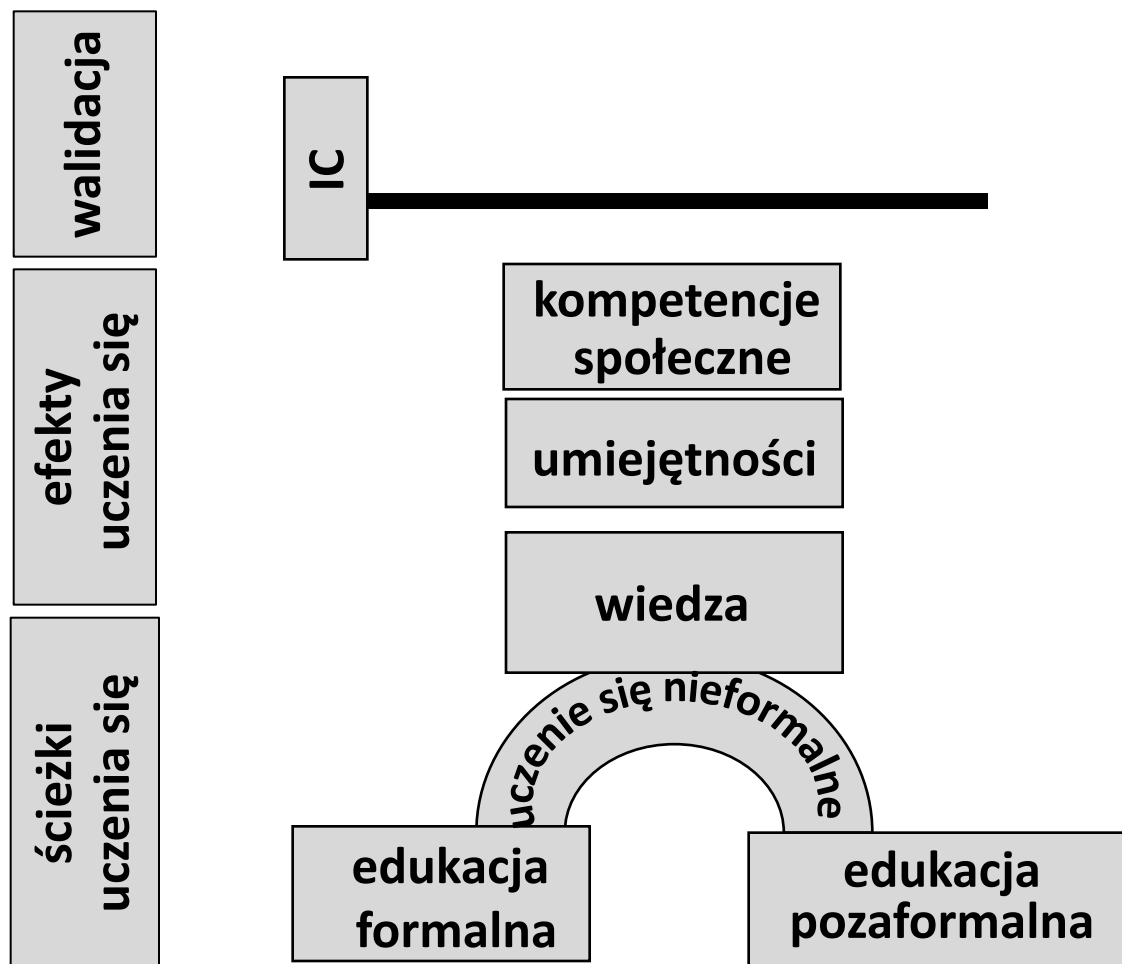 walidacja
IC
efekty
uczenia się
kompetencje
społeczne
umiejętności
wiedza
ścieżki
uczenia się
uczenie się nieformalne
edukacja
formalna
edukacja
pozaformalna